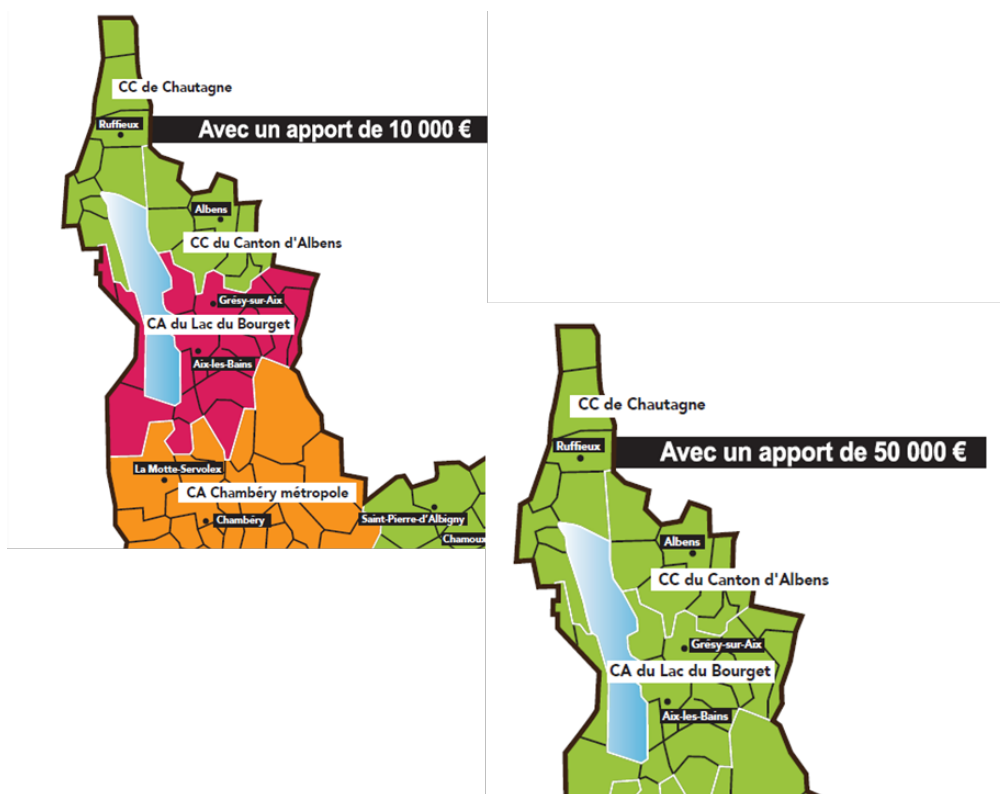 CC de Chautagne
Ruffieux
Avec un apport de 10 000 €
Albens
CC du Canton d'Albens
Grésy-sur-Aix
CA du Lac du Bourget
Aix-les-Bains
La Motte-Servolex
CA Chambéry métropole
Chambéry
Saint-Pierre-d'Albigny
Chamoux
CC de Chautagne
Ruffieux
Avec un apport de 50 000 €
Albens
CC du Canton d'Albens
Grésy-sur-Aix
CA du Lac du Bourget
Aix-les-Bains